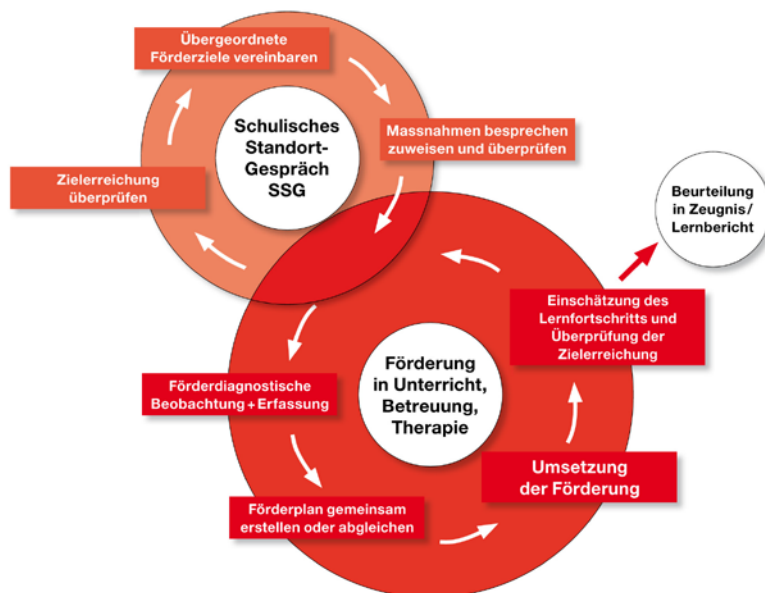 Übergeordnete
Förderziele vereinbaren
Schulisches
Standort-
Gespräch
SSG
Massnahmen besprechen
zuweisen und überprüfen
Zielerreichung
überprüfen
Beurteilung
in Zeugnis/
Lernbericht
Einschätzung des
Lernfortschritts und
Überprüfung der
Zielerreichung
Förderung
in Unterricht,
Betreuung,
Therapie
Förderdiagnostische
Beobachtung + Erfassung
Umsetzung
der Förderung
Förderplan gemeinsam
erstellen oder abgleichen